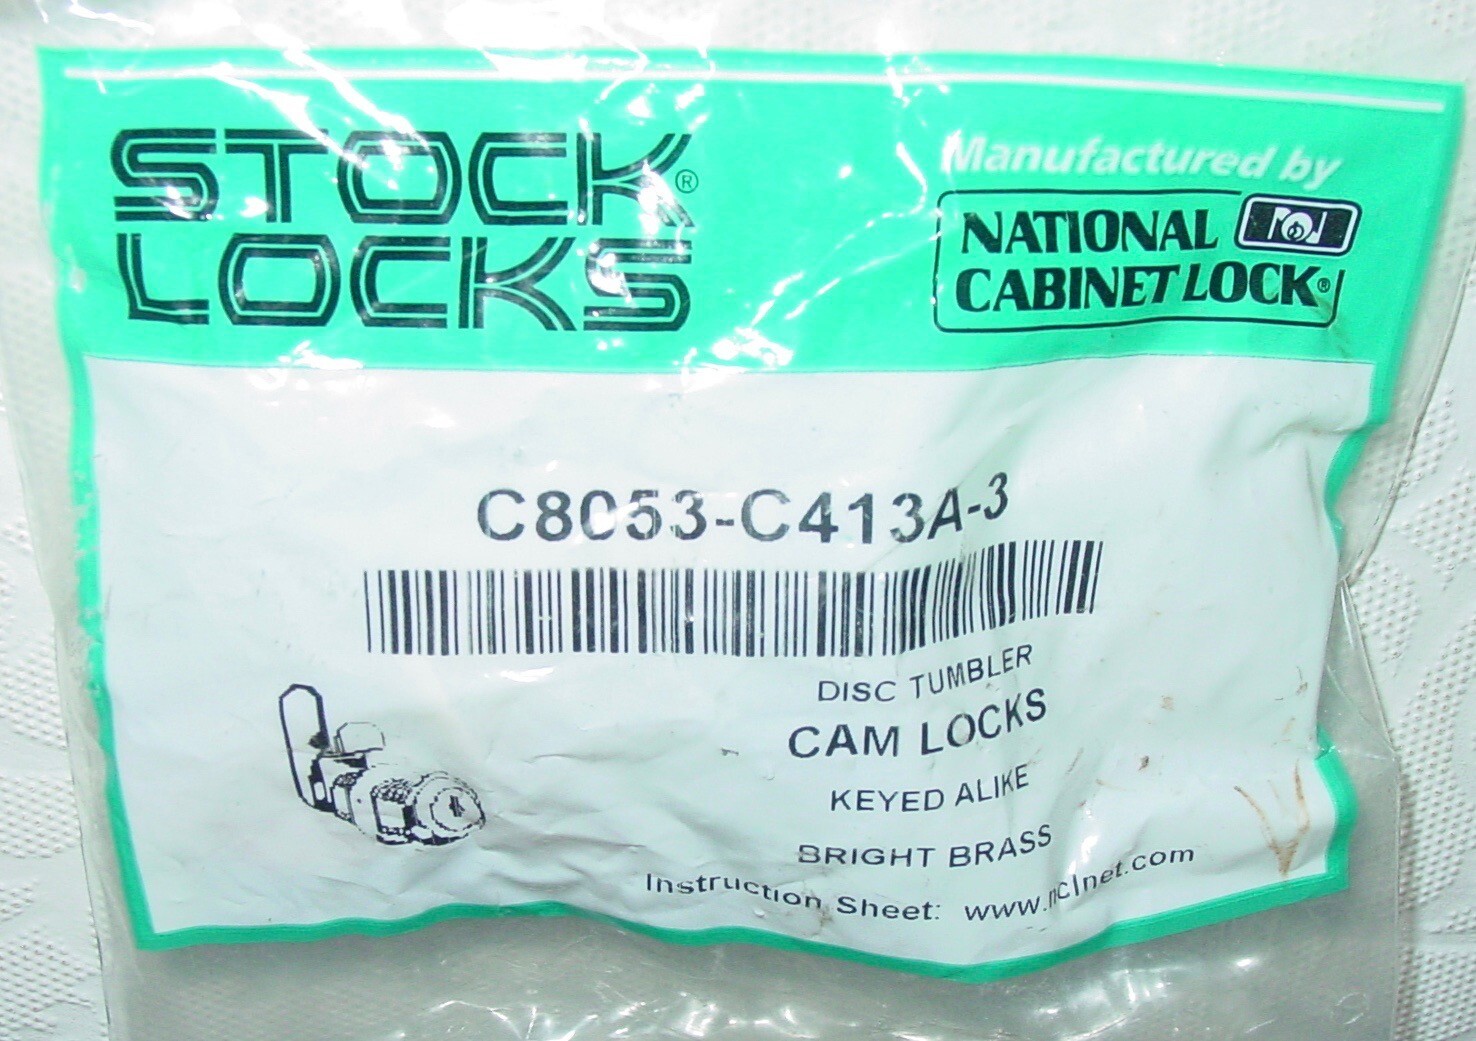 STOCK®
LOCKS
Manufactured by
NATIONAL
CABINET LOCK®
C8053-C413A-3
DISC TUMBLER
CAM LOCKS
KEYED ALIKE
BRIGHT BRASS
Instruction Sheet: www.nclnet.com